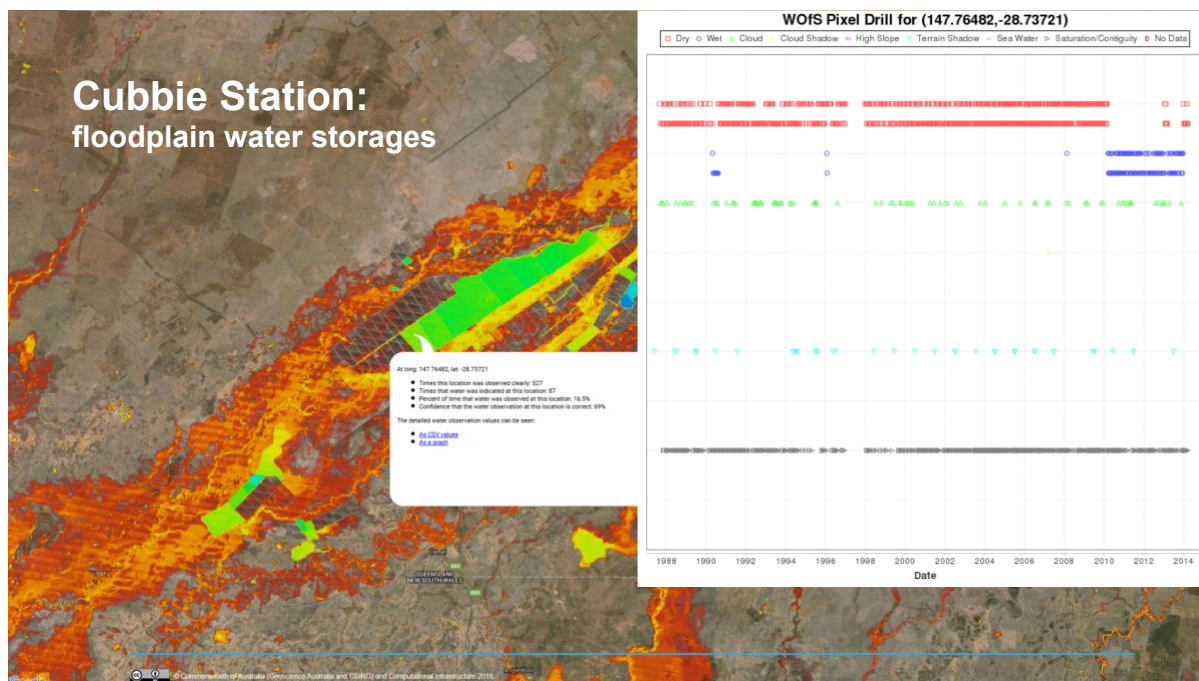 Cubbie Station:
floodplain water storages
WOfS Pixel Drill for (147.76482,-28.73721)
Dry Wet Cloud Cloud Shadow High Slope Terrain Shadow Sea Water Saturation/Contiguity No Data
At long: 147.76482, lat: -28.73721
Times this location was observed clearly: 527
Times that water was indicated at this location: 87
Percent of time that water was observed at this location: 16.5%
Confidence that the water observation at this location is correct: 69%
The detailed water observation values can be seen:
As CSV values
As a graph
QUEENSLAND
NEW SOUTH WALES
1988 1990 1992 1994 1996 1998 2000 2002 2004 2006 2008 2010 2012 2014
Date
© Commonwealth of Australia (Geoscience Australia and CSIRO) and Computational Infrastructure 2016